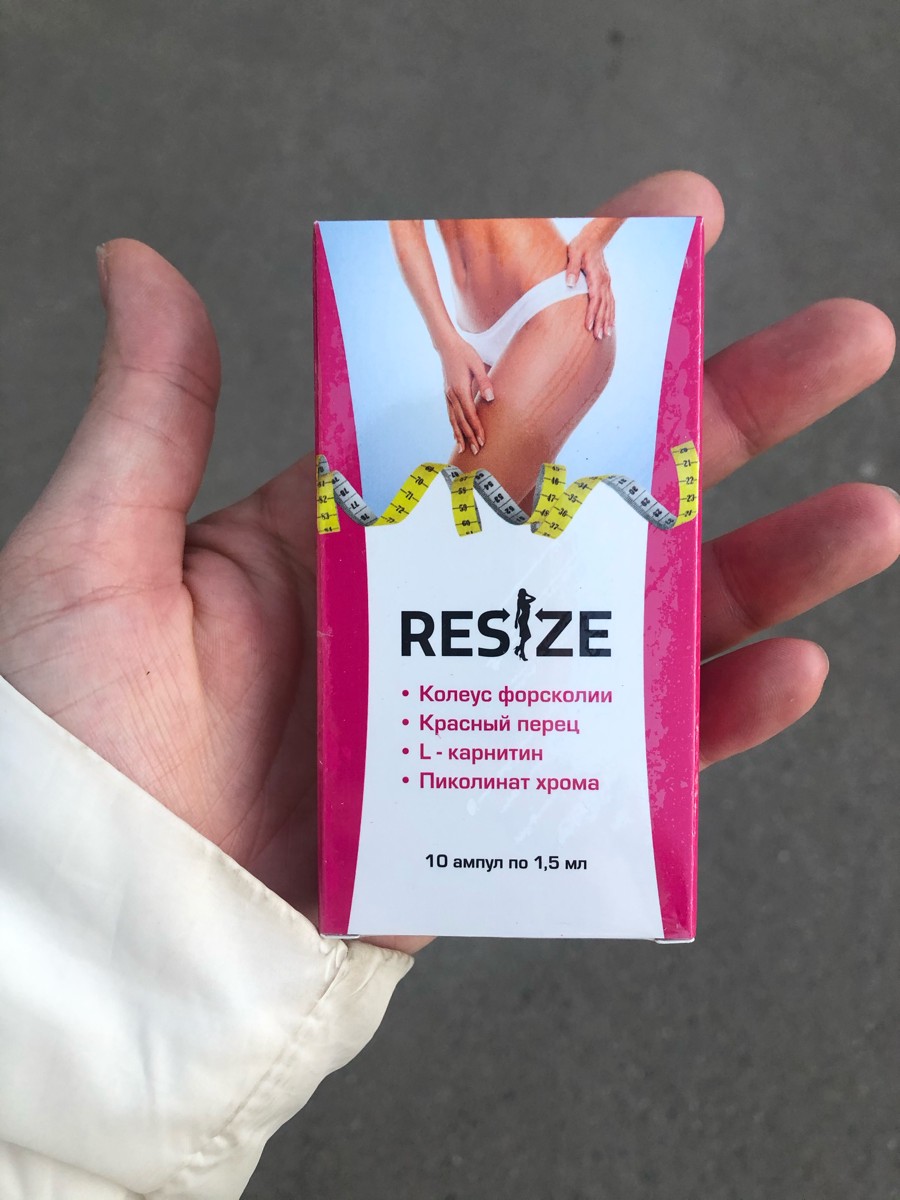 RESIZE
• Колеус форсколии
• Красный перец
• L - карнитин
• Пиколинат хрома
10 ампул по 1,5 мл